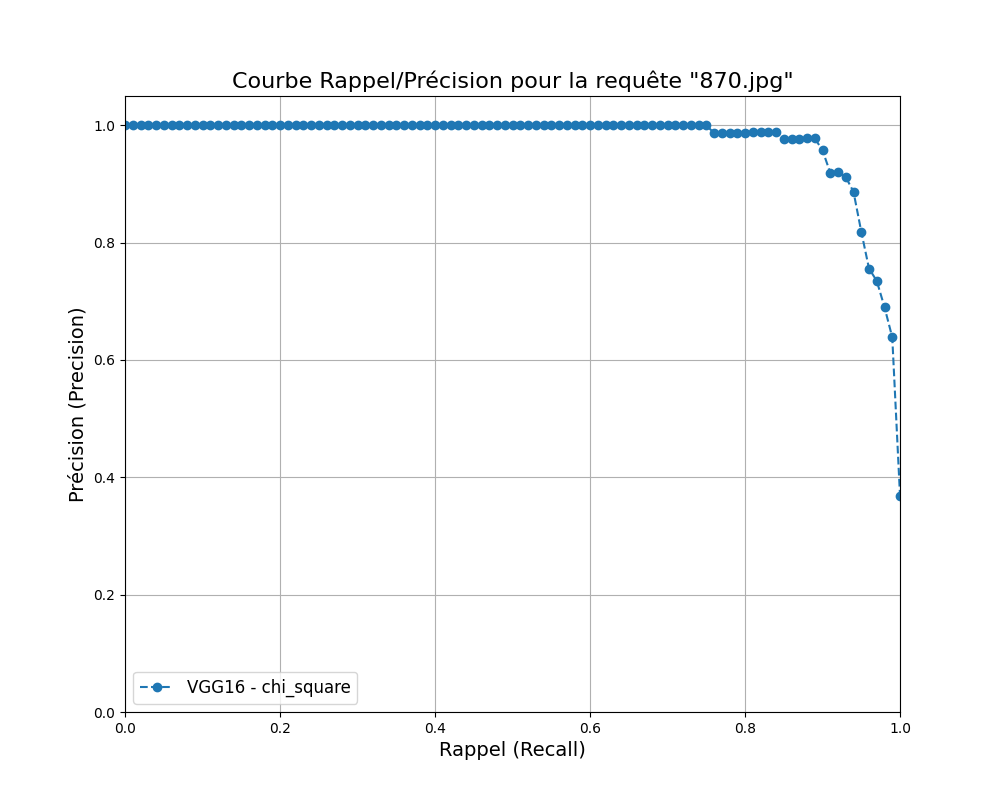 Courbe Rappel/Précision pour la requête "870.jpg"
Précision (Precision)
1.0
0.8
0.6
0.4
0.2
0.0
VGG16 - chi_square
0.0 0.2 0.4 0.6 0.8 1.0
Rappel (Recall)